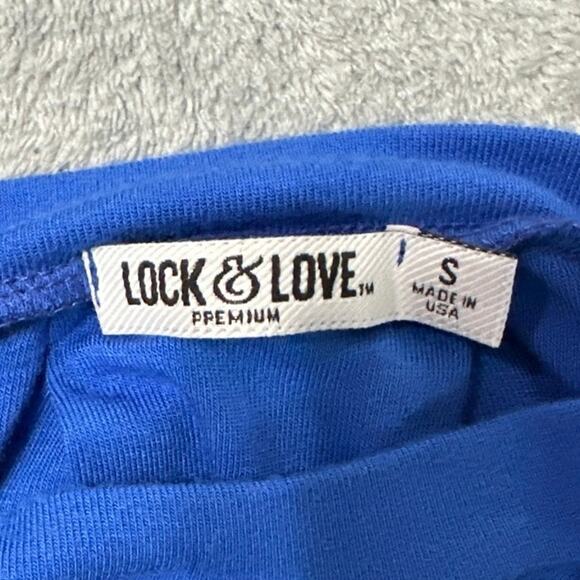 LOCK & LOVE™
PREMIUM
S
MADE IN
USA